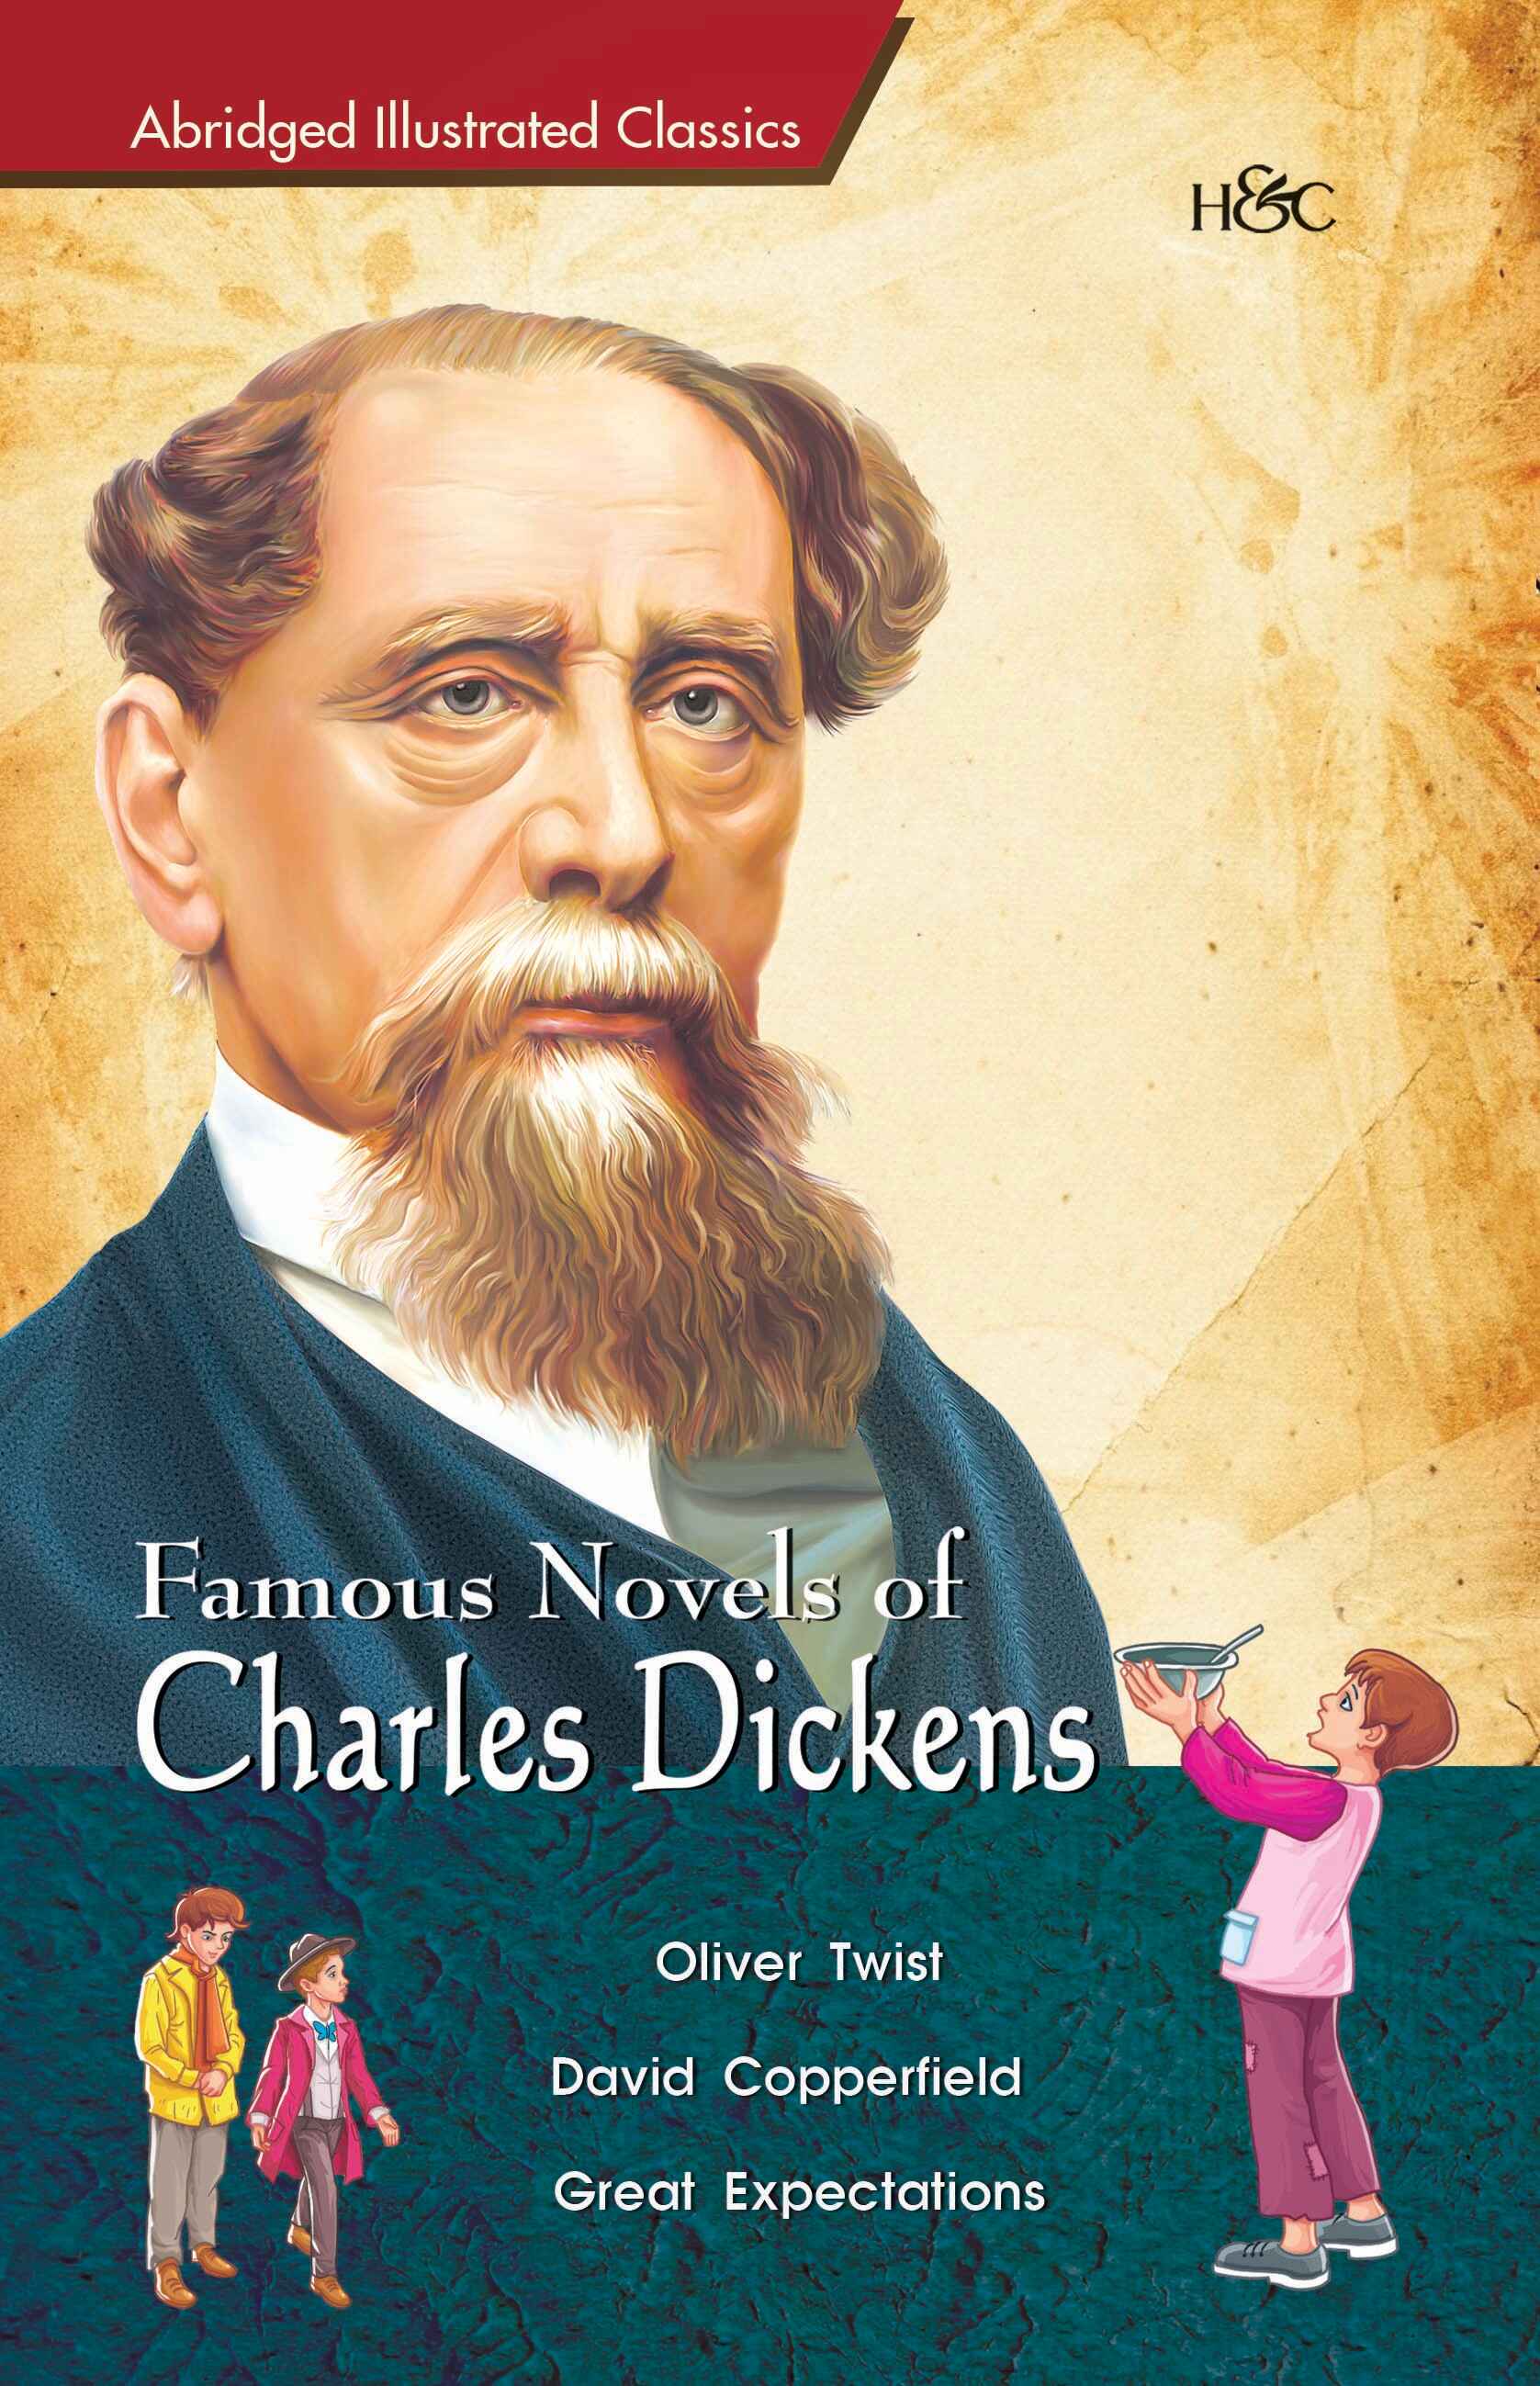 Abridged Illustrated Classics
H&C
Famous Novels of
Charles Dickens
Oliver Twist
David Copperfield
Great Expectations